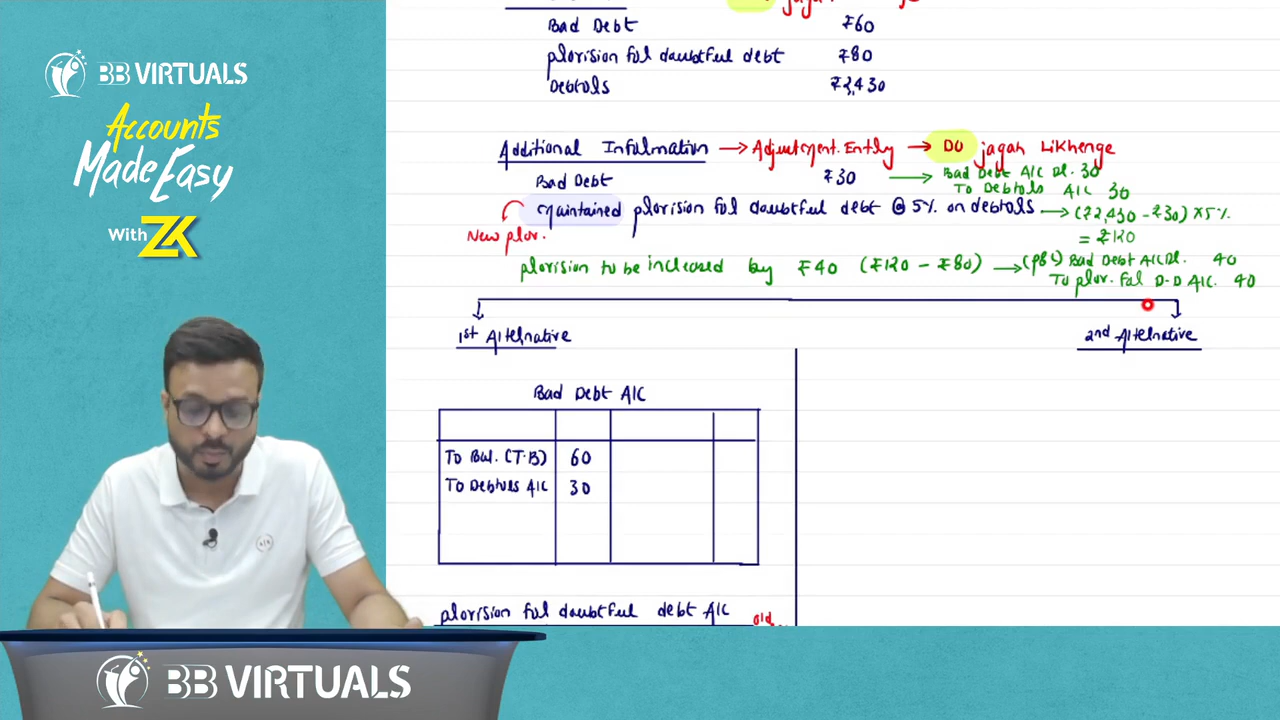 BB VIRTUALS
Accounts
Made Easy
With ZK
Bad Debt ₹60
provision for doubtful debt ₹80
Debtors ₹2,430
Additional Information → Adjustment Entry → Do jagah Likhenge
Bad Debt ₹30 → Bad Debt A/C Dr. 30
To Debtors A/C 30
Maintained provision for doubtful debt @ 5% on debtors → (₹2,430 - ₹30) × 5%
= ₹120
New prov.
provision to be increased by ₹40 (₹120 - ₹80) → (P&L) Bad Debt A/C Dr. 40
To prov. for D.D A/C. 40
1st Alternative
2nd Alternative
Bad Debt A/C
To Bal. (T.B) 60
To Debtors A/C 30
provision for doubtful debt A/C
old
BB VIRTUALS